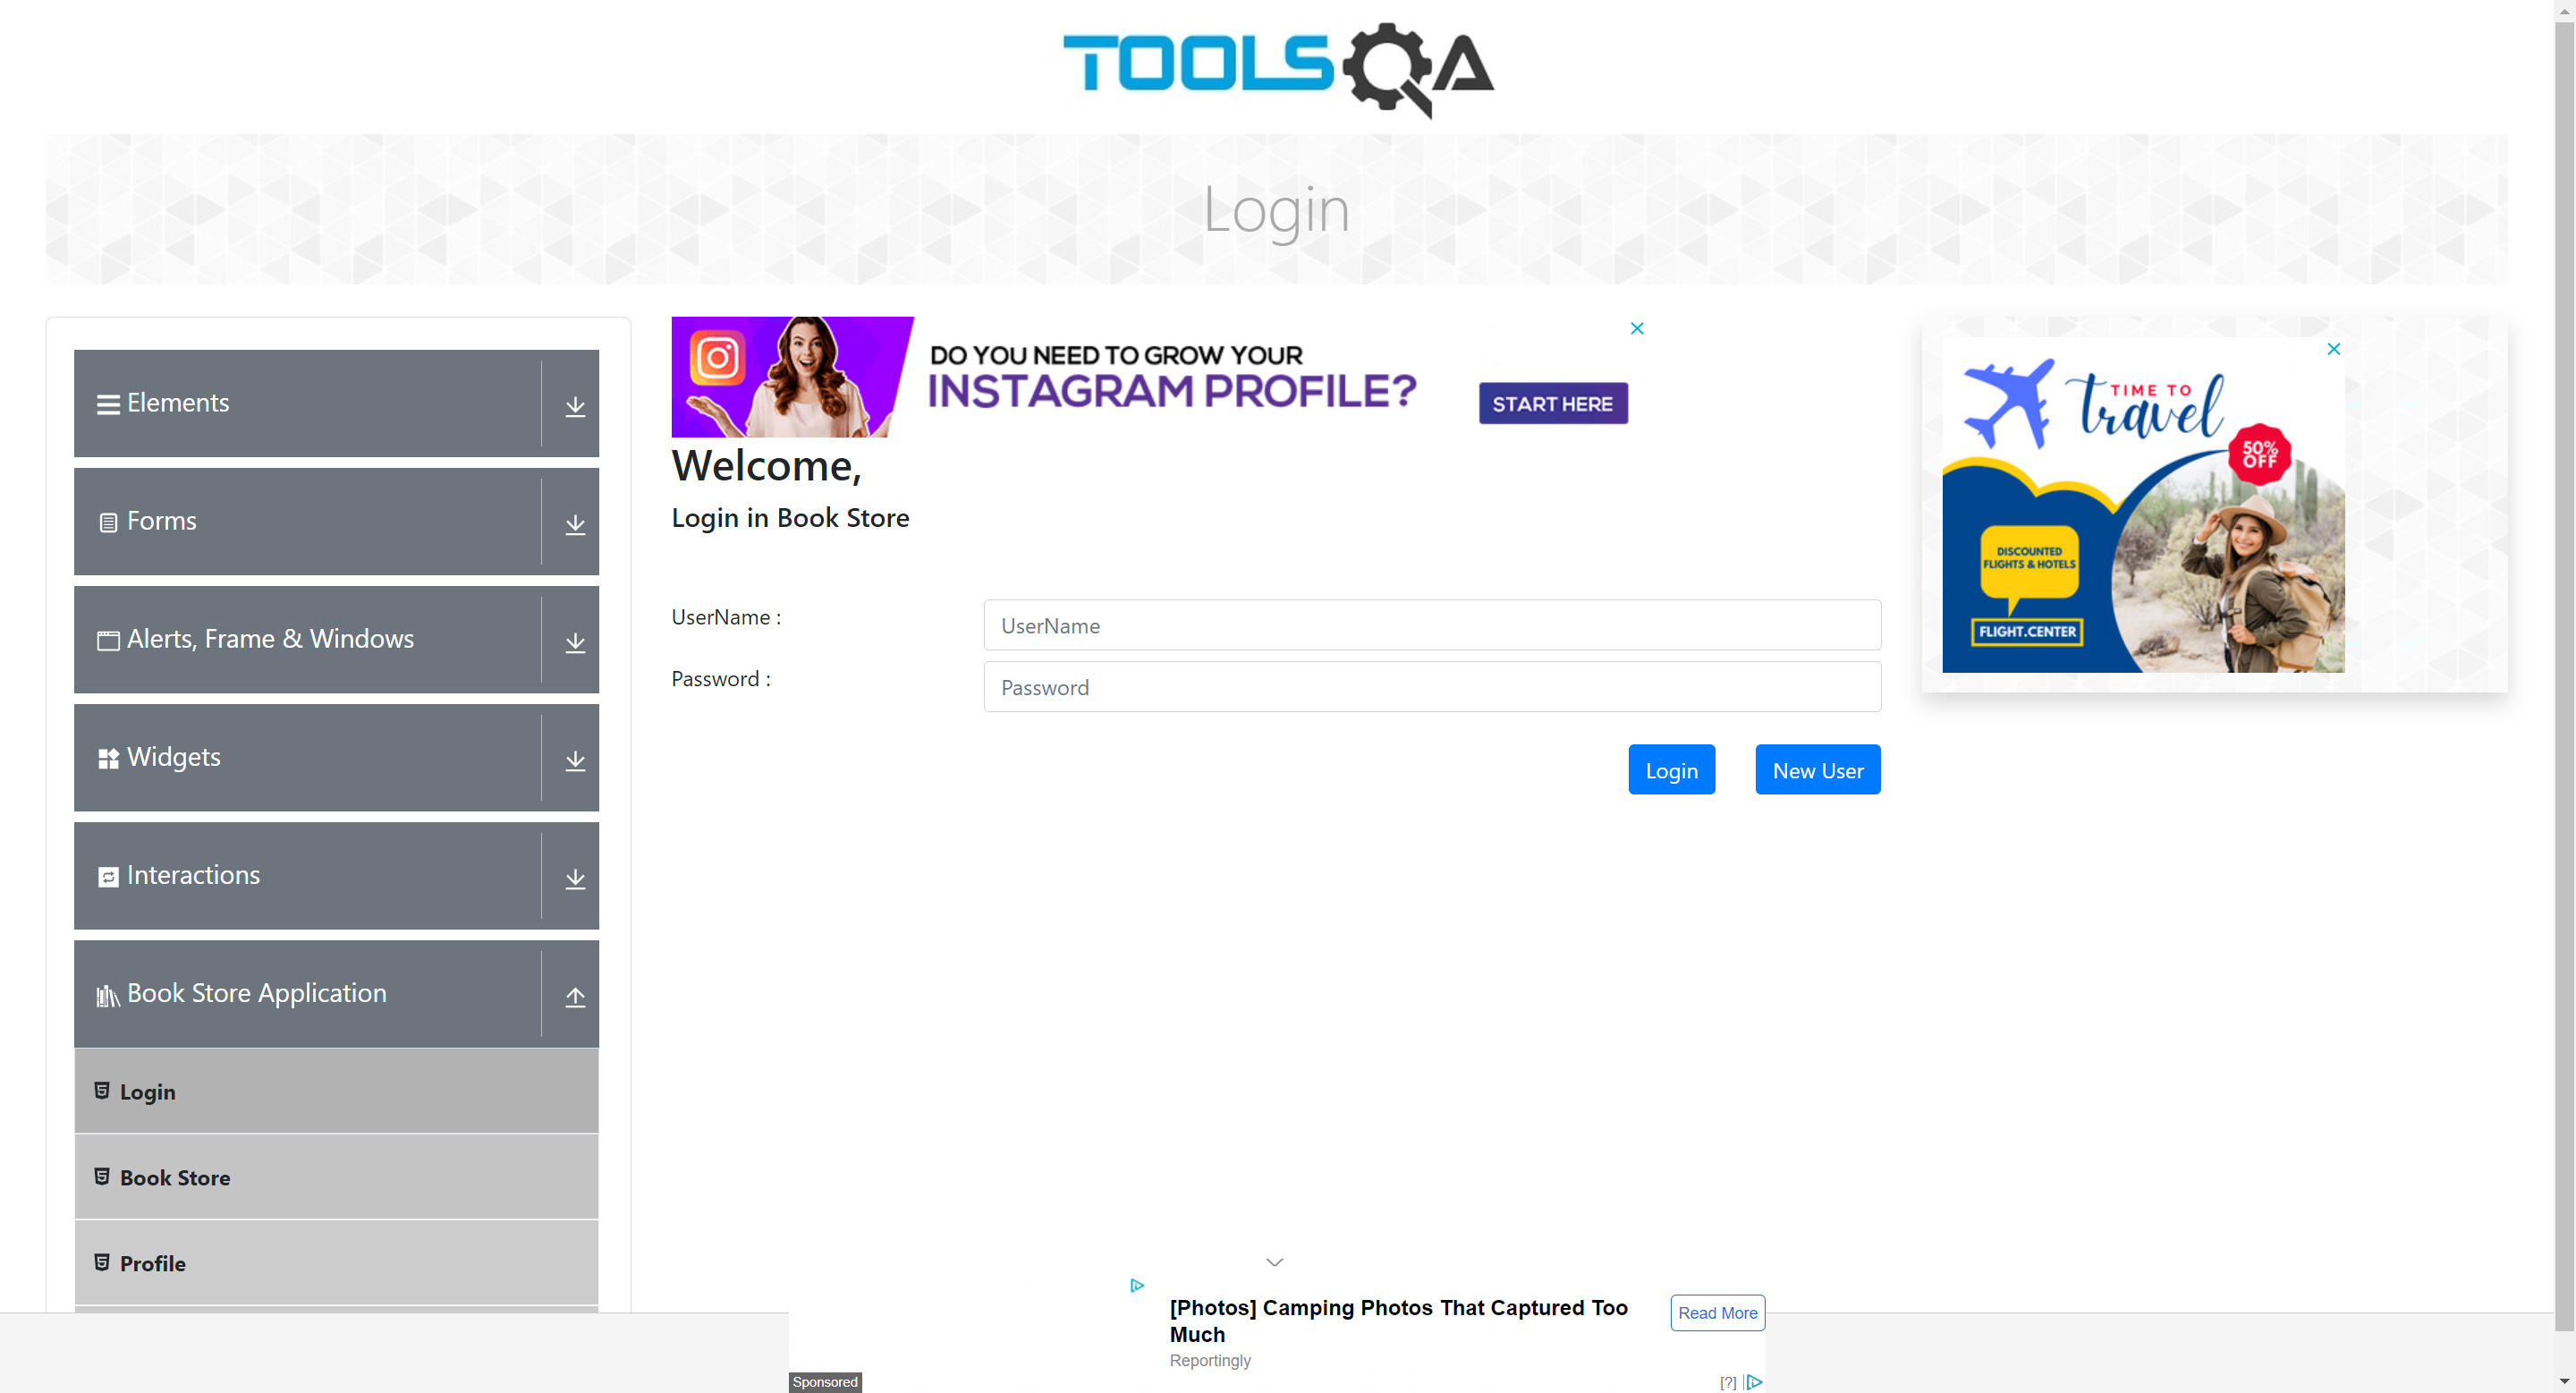 TOOLSQA
Login
Elements
Forms
Alerts, Frame & Windows
Widgets
Interactions
Book Store Application
Login
Book Store
Profile
DO YOU NEED TO GROW YOUR
INSTAGRAM PROFILE?
START HERE
Welcome,
Login in Book Store
UserName :
UserName
Password :
Password
Login
New User
TIME TO
travel
50%
OFF
DISCOUNTED
FLIGHTS & HOTELS
FLIGHT.CENTER
[Photos] Camping Photos That Captured Too
Much
Reportingly
Read More
Sponsored
[?]